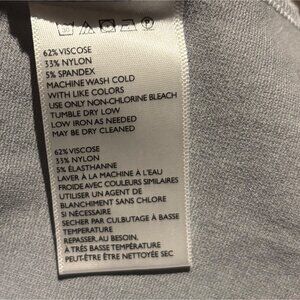 62% VISCOSE
33% NYLON
5% SPANDEX
MACHINE WASH COLD
WITH LIKE COLORS
USE ONLY NON-CHLORINE BLEACH
TUMBLE DRY LOW
LOW IRON AS NEEDED
MAY BE DRY CLEANED
62% VISCOSE
33% NYLON
5% ÉLASTHANNE
LAVER À LA MACHINE À L'EAU
FROIDE AVEC COULEURS SIMILAIRES
UTILISER UN AGENT DE
BLANCHIMENT SANS CHLORE
SI NÉCESSAIRE
SECHER PAR CULBUTAGE À BASSE
TEMPERATURE
REPASSER AU BESOIN.
À TRÈS BASSE TEMPÉRATURE
PEUT-ÊTRE ÊTRE NETTOYÉE SEC